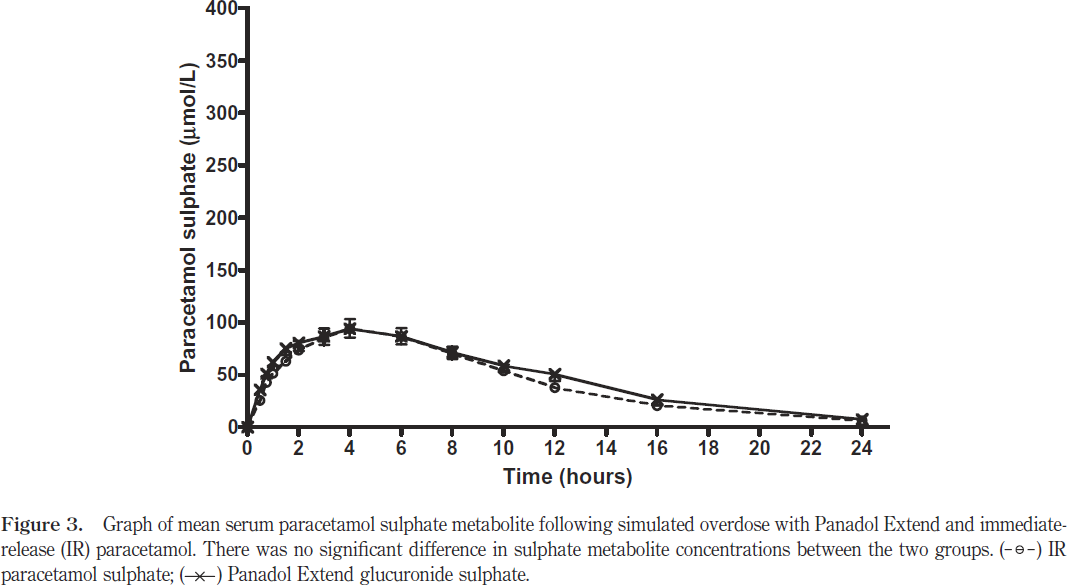 400
350
300
250
200
150
100
50
0
Paracetamol sulphate (μmol/L)
0 2 4 6 8 10 12 14 16 18 20 22 24
Time (hours)
Figure 3. Graph of mean serum paracetamol sulphate metabolite following simulated overdose with Panadol Extend and immediate-
release (IR) paracetamol. There was no significant difference in sulphate metabolite concentrations between the two groups. (-⊖-) IR
paracetamol sulphate; (—×—) Panadol Extend glucuronide sulphate.